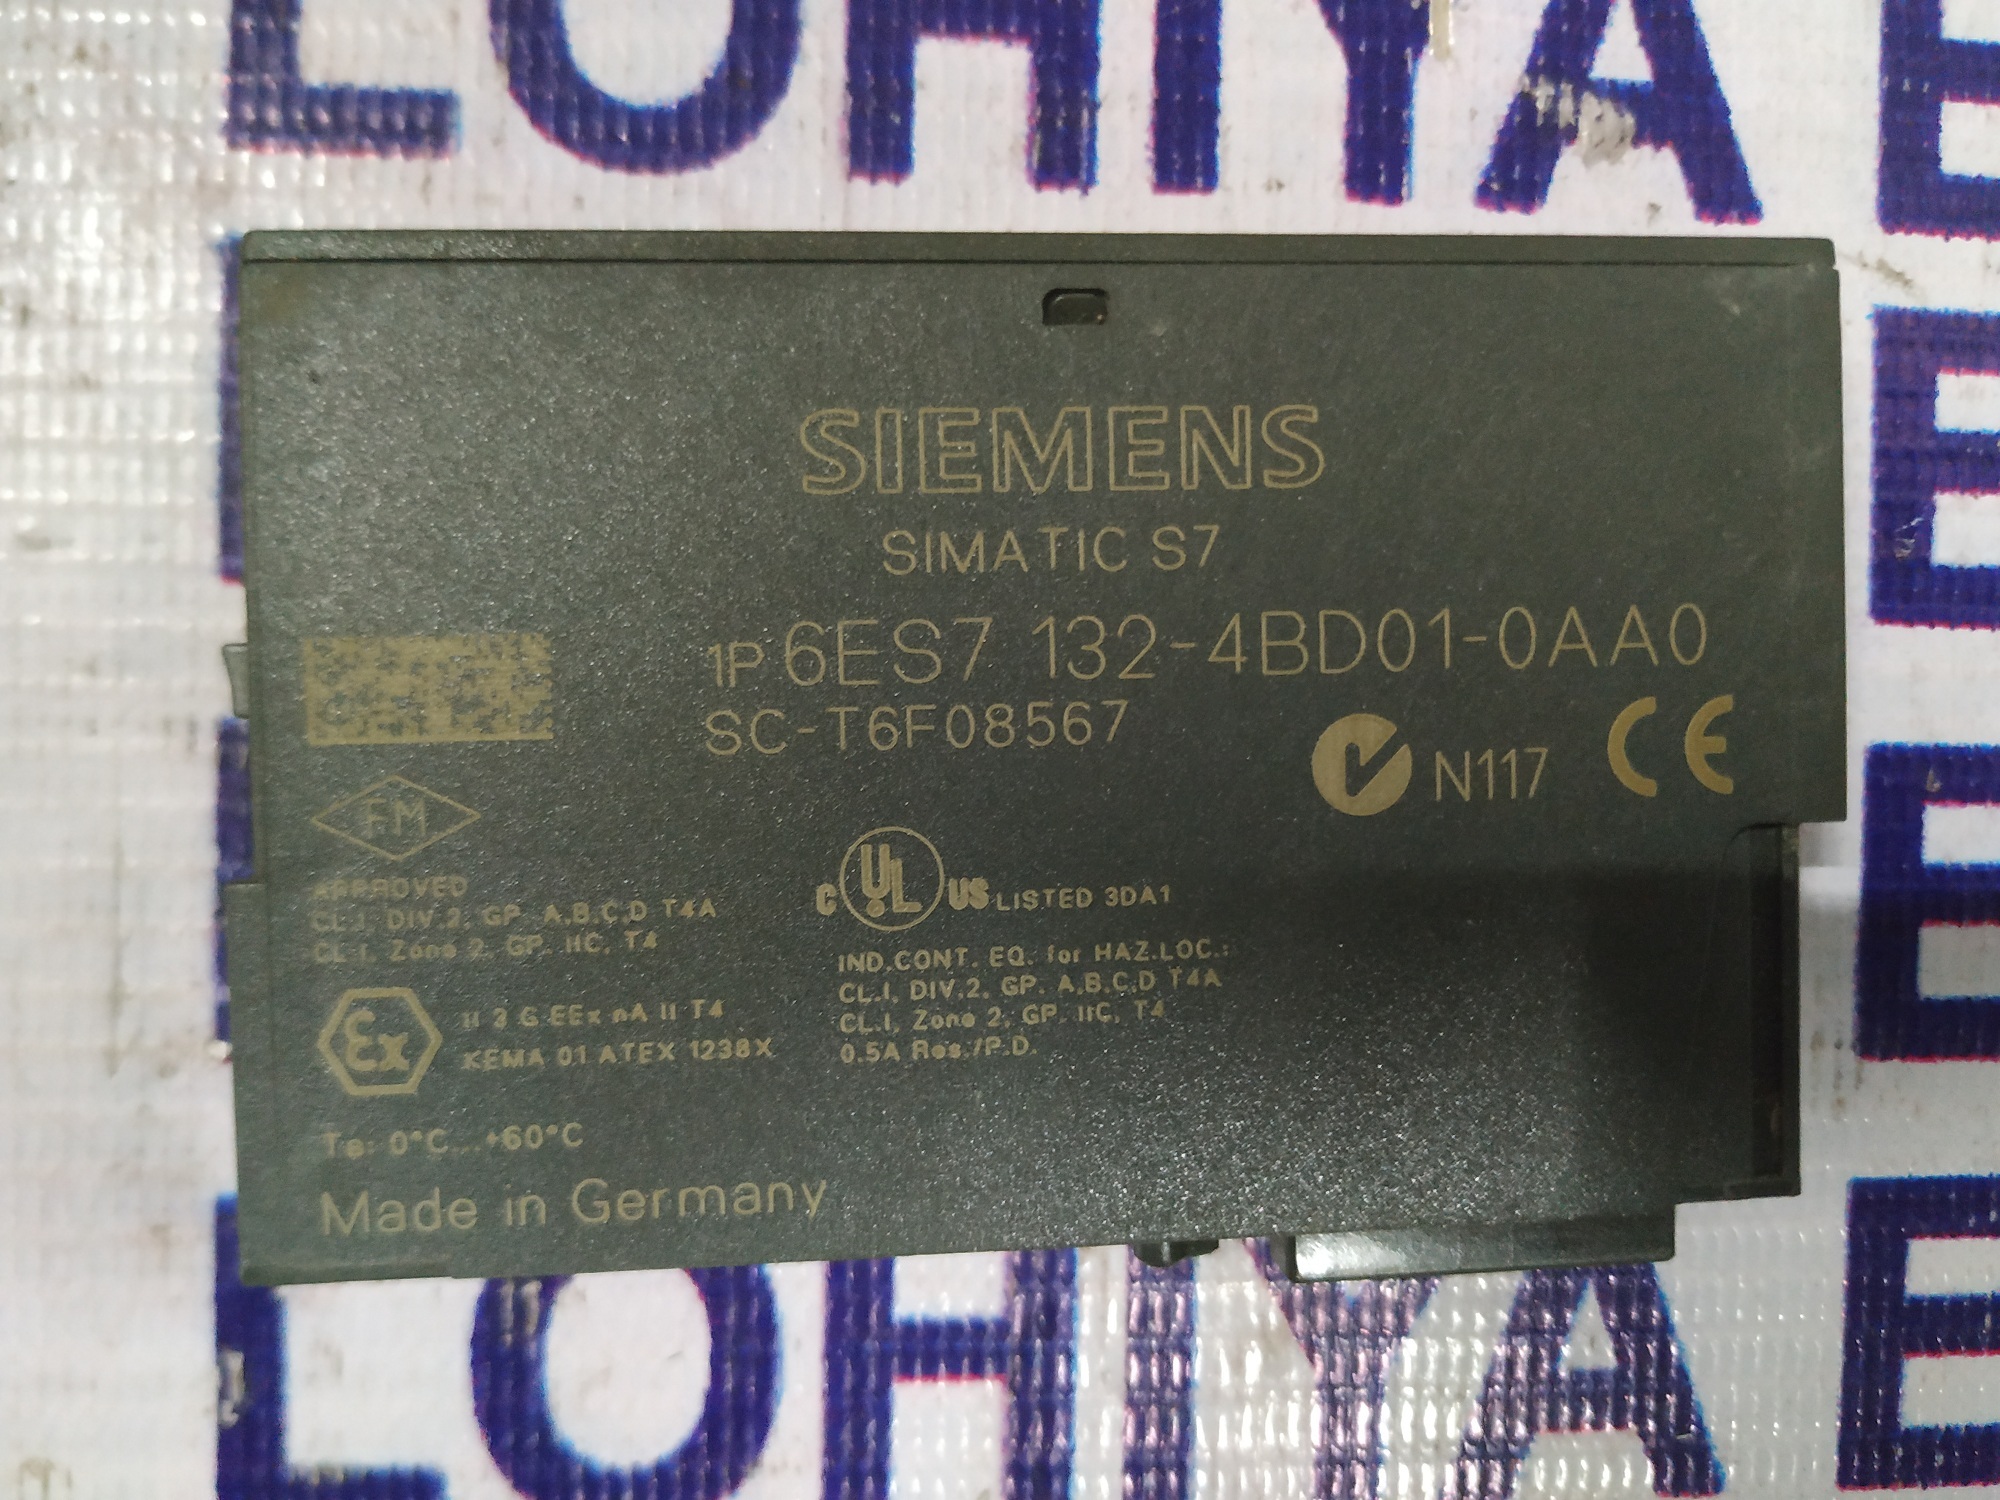 LOHIYA E
SIEMENS
SIMATIC S7
1P 6ES7 132-4BD01-0AA0
SC-T6F08567
N117 CE
FM
APPROVED
CL.I, DIV.2, GP. A,B,C,D T4A
CL.I, Zone 2, GP. IIC, T4
C UL US LISTED 3DA1
IND.CONT. EQ. for HAZ.LOC.:
CL.I, DIV.2, GP. A,B,C,D T4A
CL.I, Zone 2, GP. IIC, T4
0.5A Res./P.D.
Ex
II 3 G EEx nA II T4
KEMA 01 ATEX 1238X
Ta: 0°C...+60°C
Made in Germany
E
E
LOHIYA E